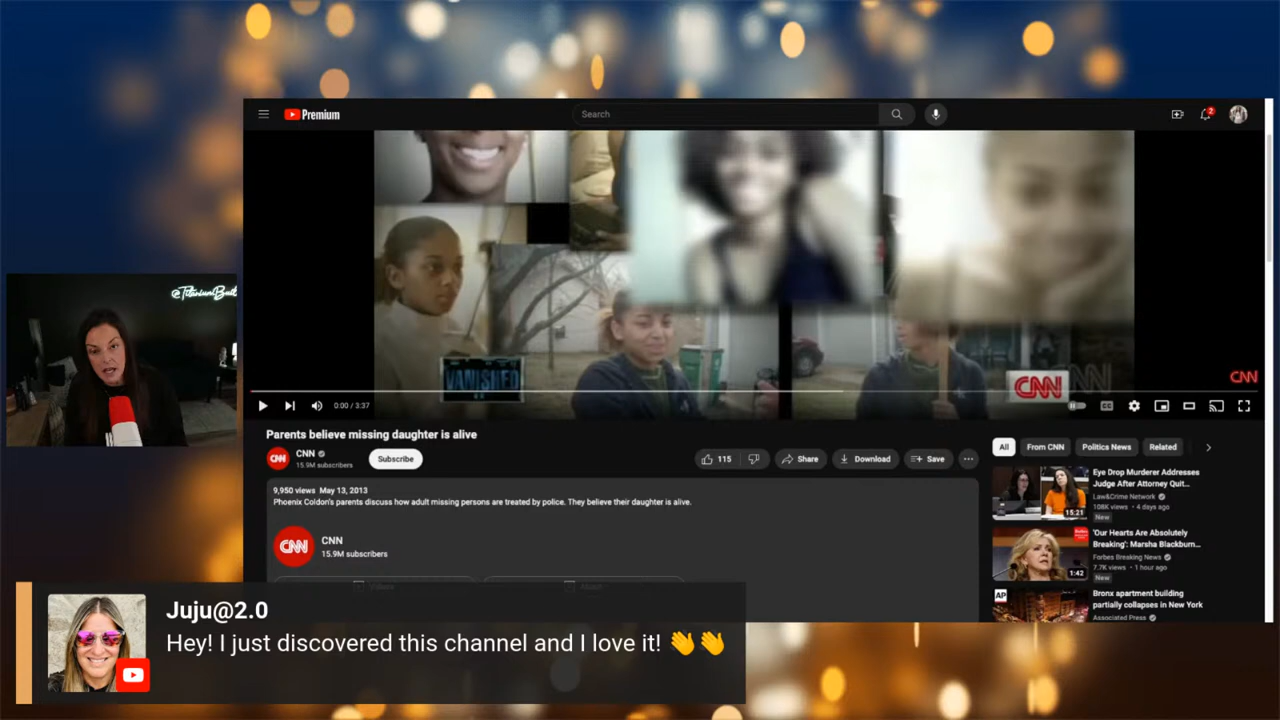 Premium
Search
2
@TitaniumButt
VANISHED
CNN
CNN
0:00 / 3:37
CC
Parents believe missing daughter is alive
CNN
15.9M subscribers
Subscribe
115
Share
Download
Save
9,950 views May 13, 2013
Phoenix Coldon's parents discuss how adult missing persons are treated by police. They believe their daughter is alive.
CNN
CNN
15.9M subscribers
All
From CNN
Politics News
Related
Eye Drop Murderer Addresses
Judge After Attorney Quit...
Law&Crime Network
108K views • 4 days ago
New
15:21
'Our Hearts Are Absolutely
Breaking': Marsha Blackburn...
Forbes Breaking News
7.7K views • 1 hour ago
New
1:42
AP
Bronx apartment building
partially collapses in New York
Associated Press
Juju@2.0
Hey! I just discovered this channel and I love it! 👋👋